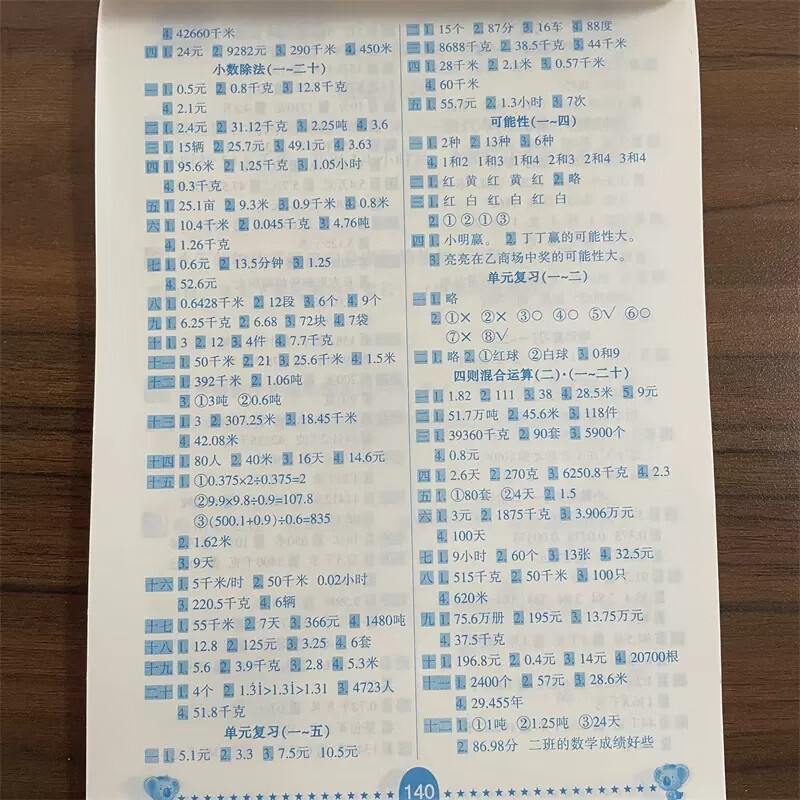 4. 42660千米
四 1. 24元 2. 9282元 3. 290千米 4. 450米
小数除法(一~二十)
一 1. 0.5元 2. 0.8千克 3. 12.8千克
4. 2.1元
二 1. 2.4元 2. 31.12千克 3. 2.25吨 4. 3.6
三 1. 15辆 2. 25.7元 3. 49.1元 4. 3.63
四 1. 95.6米 2. 1.25千克 3. 1.05小时
4. 0.3千克
五 1. 25.1亩 2. 9.3米 3. 0.9千米 4. 0.8米
六 1. 10.4千米 2. 0.045千克 3. 4.76吨
4. 1.26千克
七 1. 0.6元 2. 13.5分钟 3. 1.25
4. 52.6元
八 1. 0.6428千米 2. 12段 3. 6个 4. 9个
九 1. 6.25千克 2. 6.68 3. 72块 4. 7袋
十 1. 3 2. 12 3. 4件 4. 7.7千克
十一 1. 50千米 2. 21 3. 25.6千米 4. 1.5米
十二 1. 392千米 2. 1.06吨
3. ①3吨 ②0.6吨
十三 1. 3 2. 307.25米 3. 18.45千米
4. 42.08米
十四 1. 80人 2. 40米 3. 16天 4. 14.6元
十五 1. ①0.375×2÷0.375=2
②9.9×9.8÷0.9=107.8
③(500.1+0.9)÷0.6=835
2. 1.62米
3. 9天
十六 1. 5千米/时 2. 50千米 0.02小时
3. 220.5千克 4. 6辆
十七 1. 55千米 2. 7天 3. 366元 4. 1480吨
十八 1. 12.8 2. 125元 3. 3.25 4. 6套
十九 1. 5.6 2. 3.9千克 3. 2.8 4. 5.3米
二十 1. 4个 2. 1.3̇1̇>1.31̇>1.31 3. 4723人
4. 51.8千克
单元复习(一~五)
一 1. 5.1元 2. 3.3 3. 7.5元 10.5元
二 1. 15个 2. 87分 3. 16车 4. 88度
三 1. 8688千克 2. 38.5千克 3. 44千米
四 1. 28千米 2. 2.1米 3. 0.57千米
4. 60千米
五 1. 55.7元 2. 1.3小时 3. 7次
可能性(一~四)
一 1. 2种 2. 13种 3. 6种
4. 1和2 1和3 1和4 2和3 2和4 3和4
二 1. 红 黄 红 黄 红 2. 略
三 1. 红 白 红 白 红 白
2. ①②①③
四 1. 小明赢。 2. 丁丁赢的可能性大。
3. 亮亮在乙商场中奖的可能性大。
单元复习(一~二)
一 1. 略
2. ①× ②× ③○ ④○ ⑤√ ⑥○
⑦× ⑧√
二 1. 略 2. ①红球 ②白球 3. 0和9
四则混合运算(二)·(一~二十)
一 1. 1.82 2. 111 3. 38 4. 28.5米 5. 9元
二 1. 51.7万吨 2. 45.6米 3. 118件
三 1. 39360千克 2. 90套 3. 5900个
4. 0.8元
四 1. 2.6天 2. 270克 3. 6250.8千克 4. 2.3
五 1. ①80套 ②4天 2. 1.5
六 1. 3元 2. 1875千克 3. 3.906万元
4. 100天
七 1. 9小时 2. 60个 3. 13张 4. 32.5元
八 1. 515千克 2. 50千米 3. 100只
4. 620米
九 1. 75.6万册 2. 195元 3. 13.75万元
4. 37.5千克
十 1. 196.8元 2. 0.4元 3. 14元 4. 20700根
十一 1. 2400个 2. 57元 3. 28.6米
4. 29.455年
十二 1. ①1吨 ②1.25吨 ③24天
2. 86.98分 二班的数学成绩好些
140